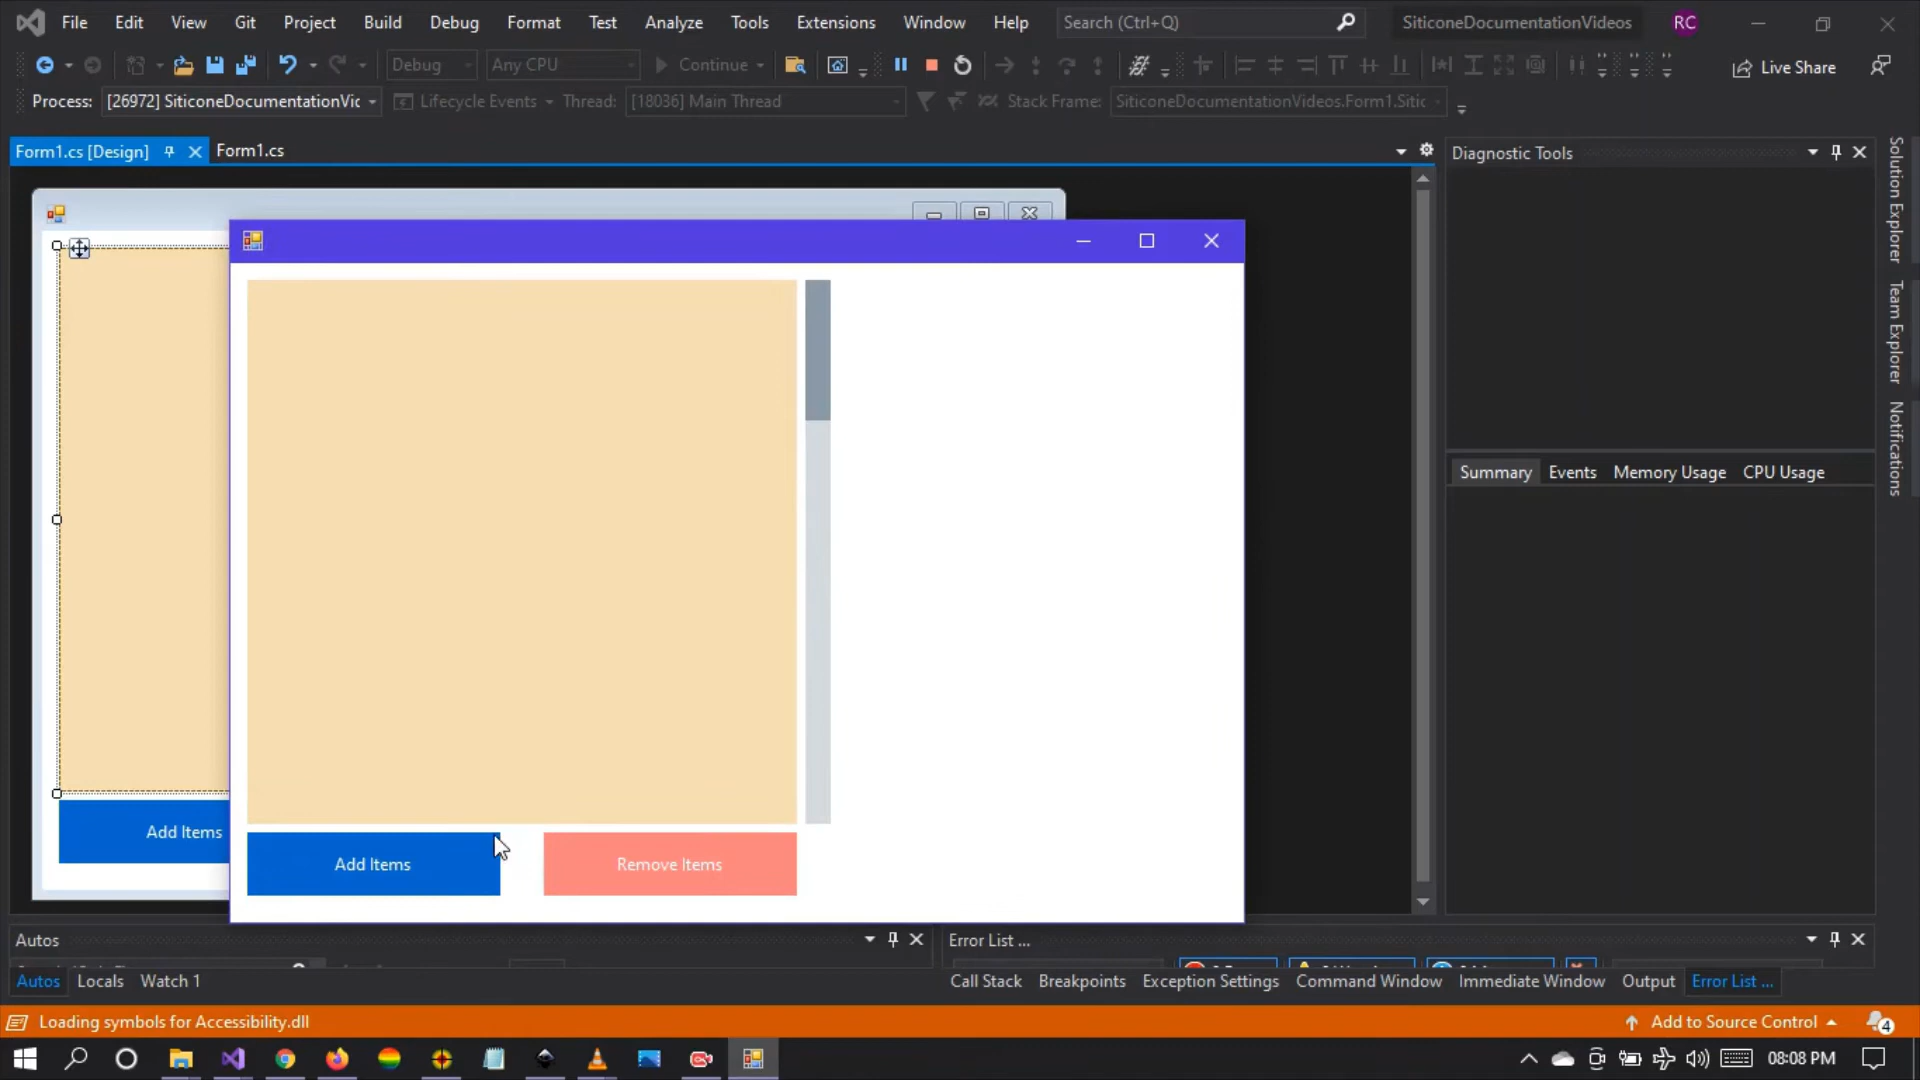 File Edit View Git Project Build Debug Format Test Analyze Tools Extensions Window Help Search (Ctrl+Q) SiticoneDocumentationVideos RC
Debug Any CPU Continue Live Share
Process: [26972] SiticoneDocumentationVic Lifecycle Events Thread: [18036] Main Thread Stack Frame: SiticoneDocumentationVideos.Form1.Sitic
Form1.cs [Design] Form1.cs
Diagnostic Tools
Solution Explorer
Team Explorer
Notifications
Summary Events Memory Usage CPU Usage
Add Items
Add Items Remove Items
Autos
Error List ...
Autos Locals Watch 1
Call Stack Breakpoints Exception Settings Command Window Immediate Window Output Error List ...
Loading symbols for Accessibility.dll
Add to Source Control 4
08:08 PM